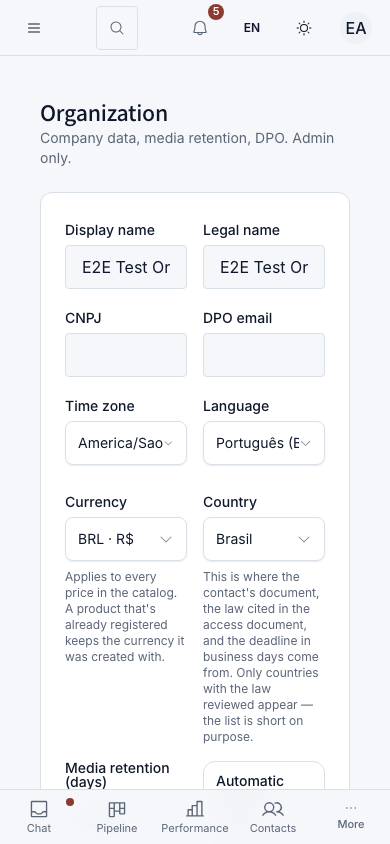 5
EN
EA
Organization
Company data, media retention, DPO. Admin
only.
Display name
Legal name
E2E Test Or
E2E Test Or
CNPJ
DPO email
Time zone
Language
America/Sao
Português (B
Currency
Country
BRL · R$
Brasil
Applies to every
price in the catalog.
A product that's
already registered
keeps the currency it
was created with.
This is where the
contact's document,
the law cited in the
access document,
and the deadline in
business days come
from. Only countries
with the law
reviewed appear —
the list is short on
purpose.
Media retention
(days)
Automatic
Chat
Pipeline
Performance
Contacts
More